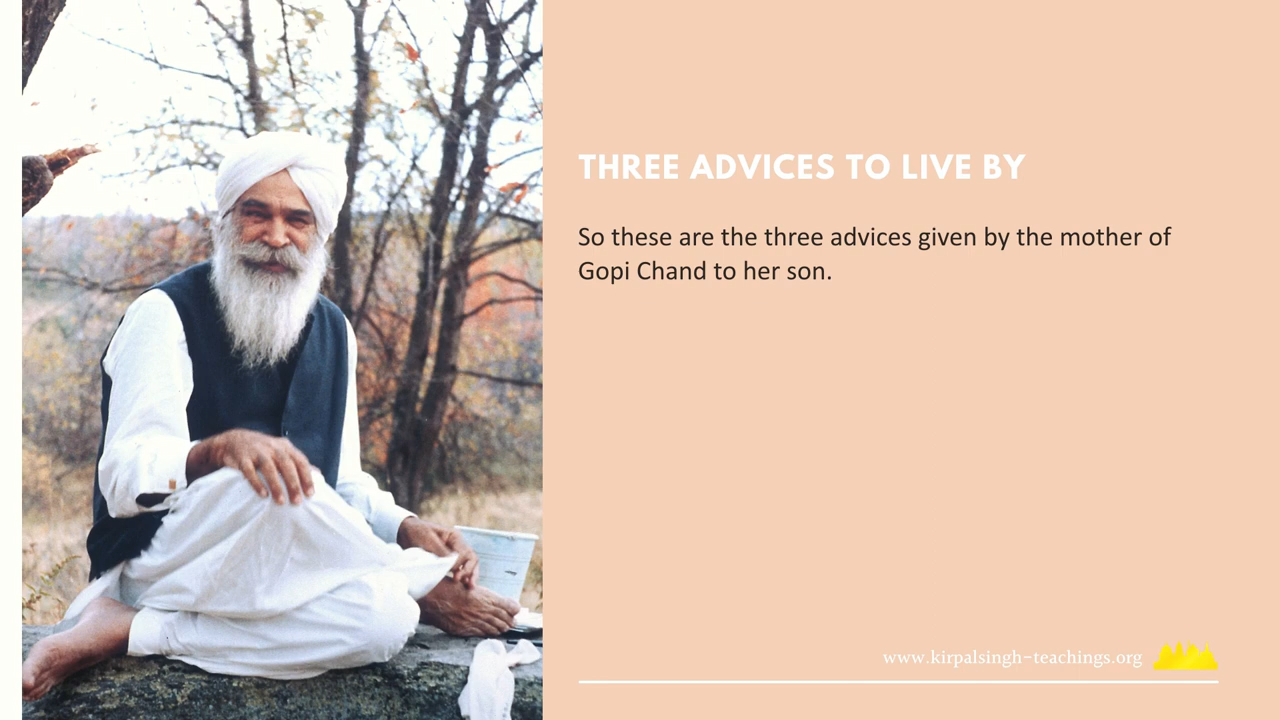 THREE ADVICES TO LIVE BY
So these are the three advices given by the mother of
Gopi Chand to her son.
www.kirpalsingh-teachings.org